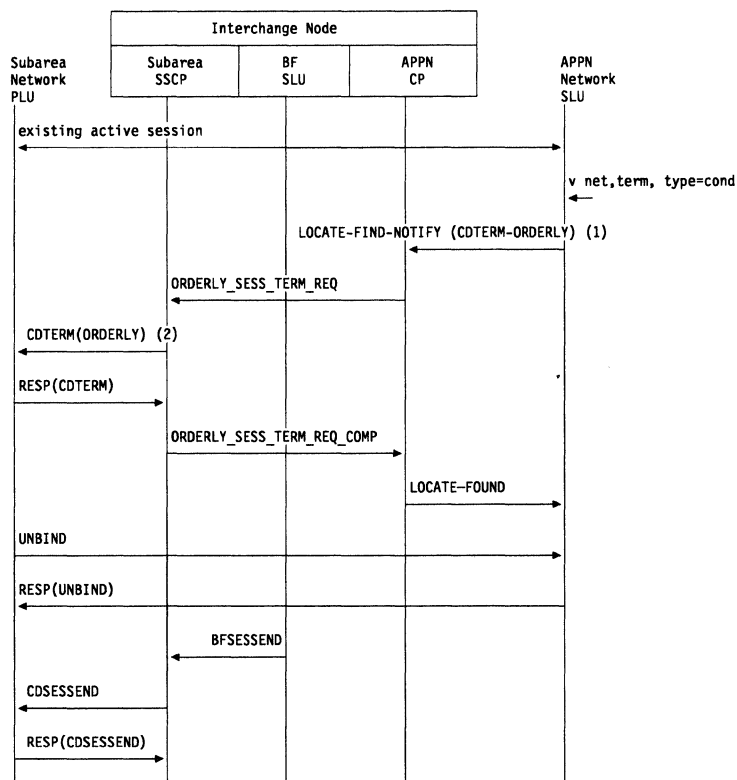 Interchange Node
Subarea
Network
PLU
Subarea
SSCP
BF
SLU
APPN
CP
APPN
Network
SLU
existing active session
v net,term, type=cond
LOCATE-FIND-NOTIFY (CDTERM-ORDERLY) (1)
ORDERLY_SESS_TERM_REQ
CDTERM(ORDERLY) (2)
RESP(CDTERM)
ORDERLY_SESS_TERM_REQ_COMP
LOCATE—FOUND
UNBIND
RESP(UNBIND)
BFSESSEND
CDSESSEND
RESP(CDSESSEND)